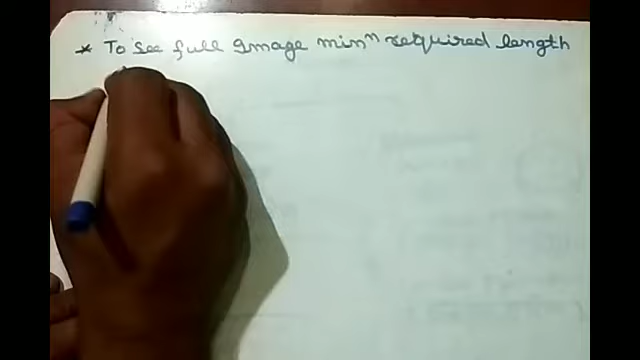 * To see full image minⁿ required length